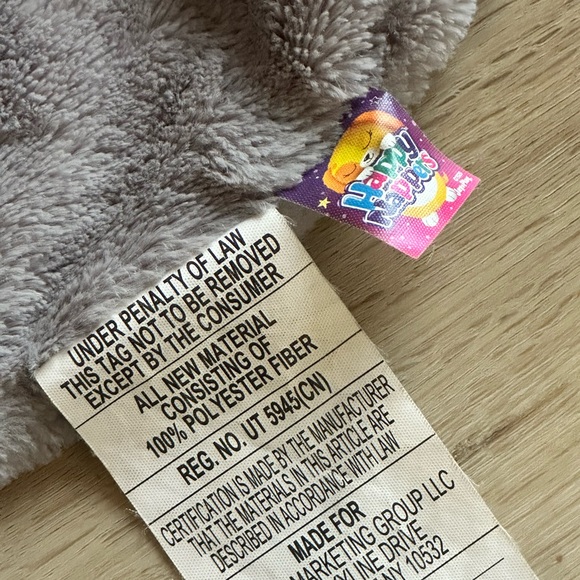 Happy
Nappers
UNDER PENALTY OF LAW
THIS TAG NOT TO BE REMOVED
EXCEPT BY THE CONSUMER
ALL NEW MATERIAL
CONSISTING OF
100% POLYESTER FIBER
REG. NO. UT 5945(CN)
CERTIFICATION IS MADE BY THE MANUFACTURER
THAT THE MATERIALS IN THIS ARTICLE ARE
DESCRIBED IN ACCORDANCE WITH LAW
MADE FOR
MARKETING GROUP LLC
DRIVE
NY 10532